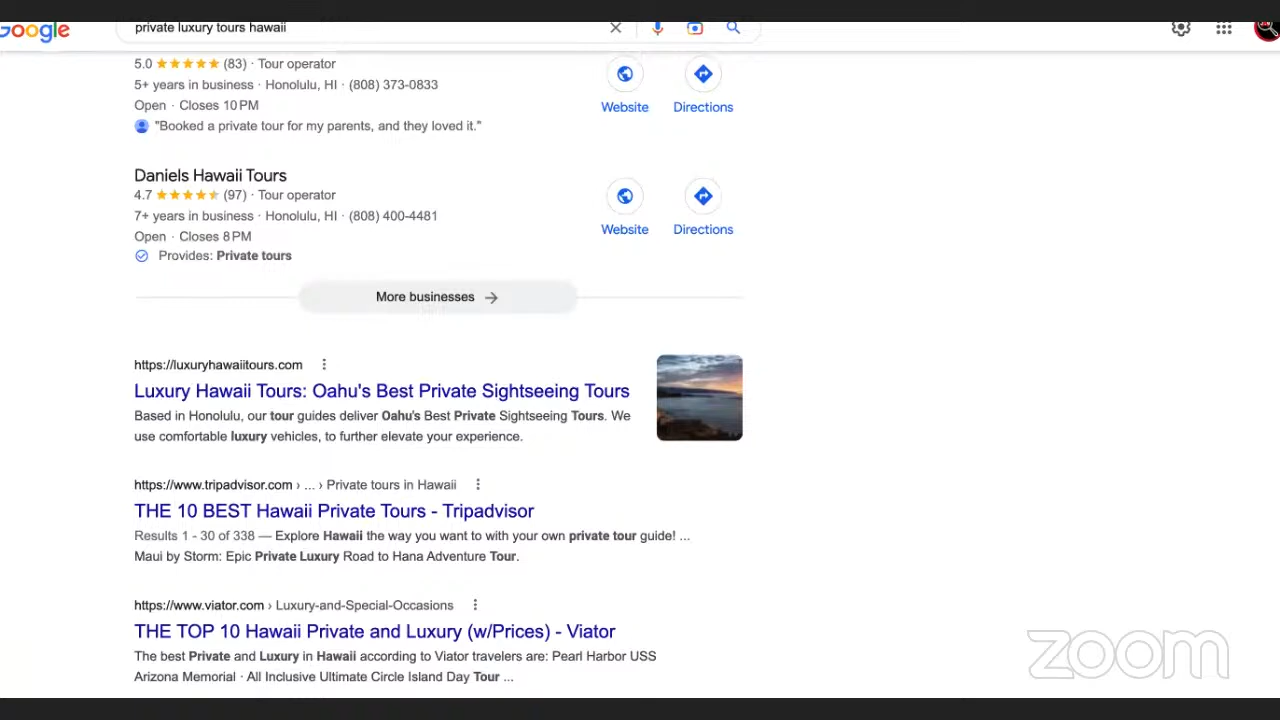 Google
private luxury tours hawaii
5.0 ★★★★★ (83) · Tour operator
5+ years in business · Honolulu, HI · (808) 373-0833
Open · Closes 10 PM
"Booked a private tour for my parents, and they loved it."
Website
Directions
Daniels Hawaii Tours
4.7 ★★★★★ (97) · Tour operator
7+ years in business · Honolulu, HI · (808) 400-4481
Open · Closes 8 PM
Provides: Private tours
Website
Directions
More businesses →
https://luxuryhawaiitours.com
Luxury Hawaii Tours: Oahu's Best Private Sightseeing Tours
Based in Honolulu, our tour guides deliver Oahu's Best Private Sightseeing Tours. We
use comfortable luxury vehicles, to further elevate your experience.
https://www.tripadvisor.com › ... › Private tours in Hawaii
THE 10 BEST Hawaii Private Tours - Tripadvisor
Results 1 - 30 of 338 — Explore Hawaii the way you want to with your own private tour guide! ...
Maui by Storm: Epic Private Luxury Road to Hana Adventure Tour.
https://www.viator.com › Luxury-and-Special-Occasions
THE TOP 10 Hawaii Private and Luxury (w/Prices) - Viator
The best Private and Luxury in Hawaii according to Viator travelers are: Pearl Harbor USS
Arizona Memorial · All Inclusive Ultimate Circle Island Day Tour ...
zoom